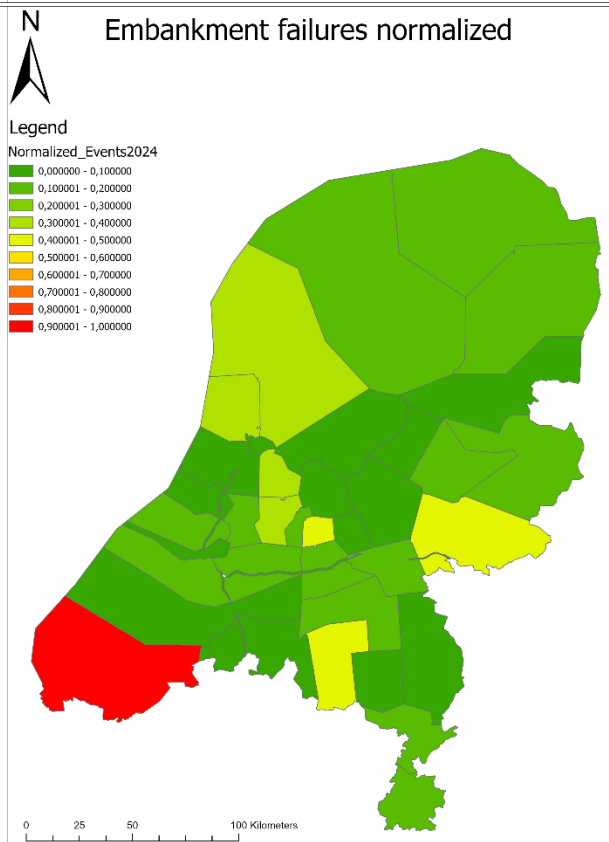 N
Embankment failures normalized
Legend
Normalized_Events2024
0,000000 - 0,100000
0,100001 - 0,200000
0,200001 - 0,300000
0,300001 - 0,400000
0,400001 - 0,500000
0,500001 - 0,600000
0,600001 - 0,700000
0,700001 - 0,800000
0,800001 - 0,900000
0,900001 - 1,000000
0 25 50 100 Kilometers